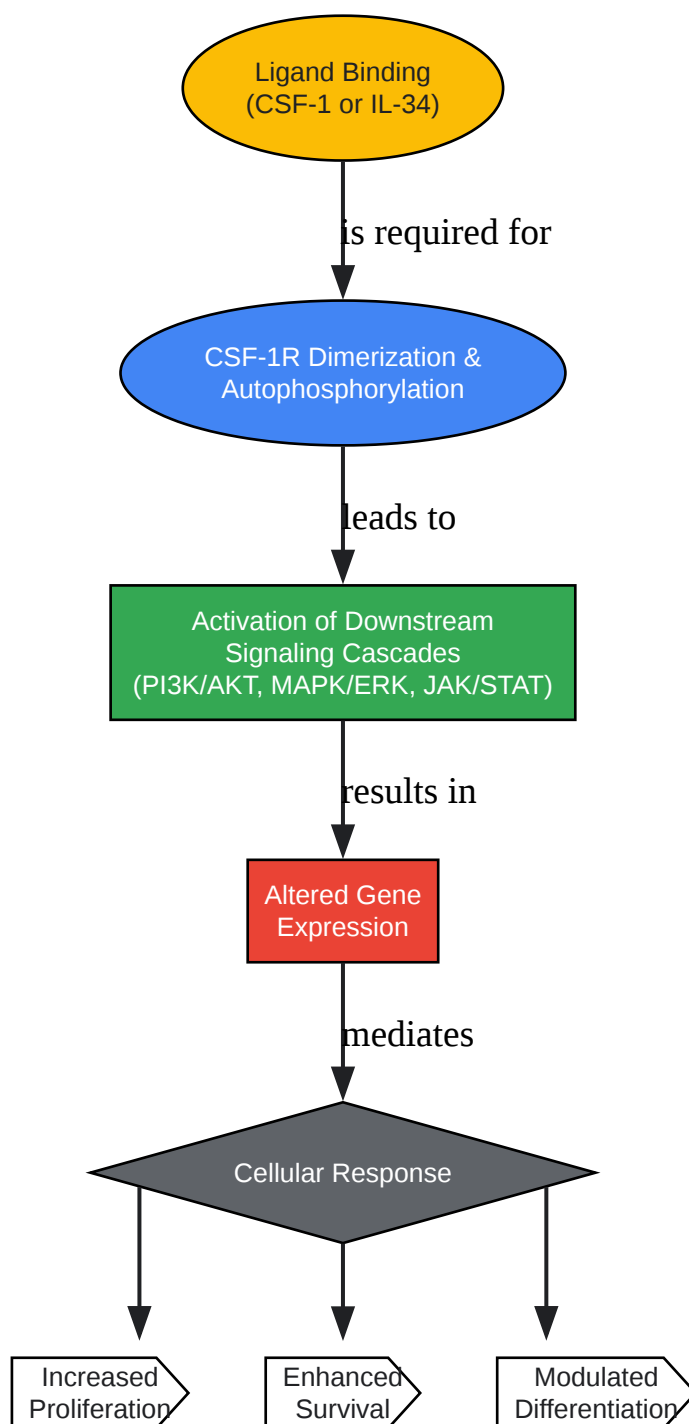 Ligand Binding
(CSF-1 or IL-34)
is required for
CSF-1R Dimerization &
Autophosphorylation
leads to
Activation of Downstream
Signaling Cascades
(PI3K/AKT, MAPK/ERK, JAK/STAT)
results in
Altered Gene
Expression
mediates
Cellular Response
Increased
Proliferation
Enhanced
Survival
Modulated
Differentiation